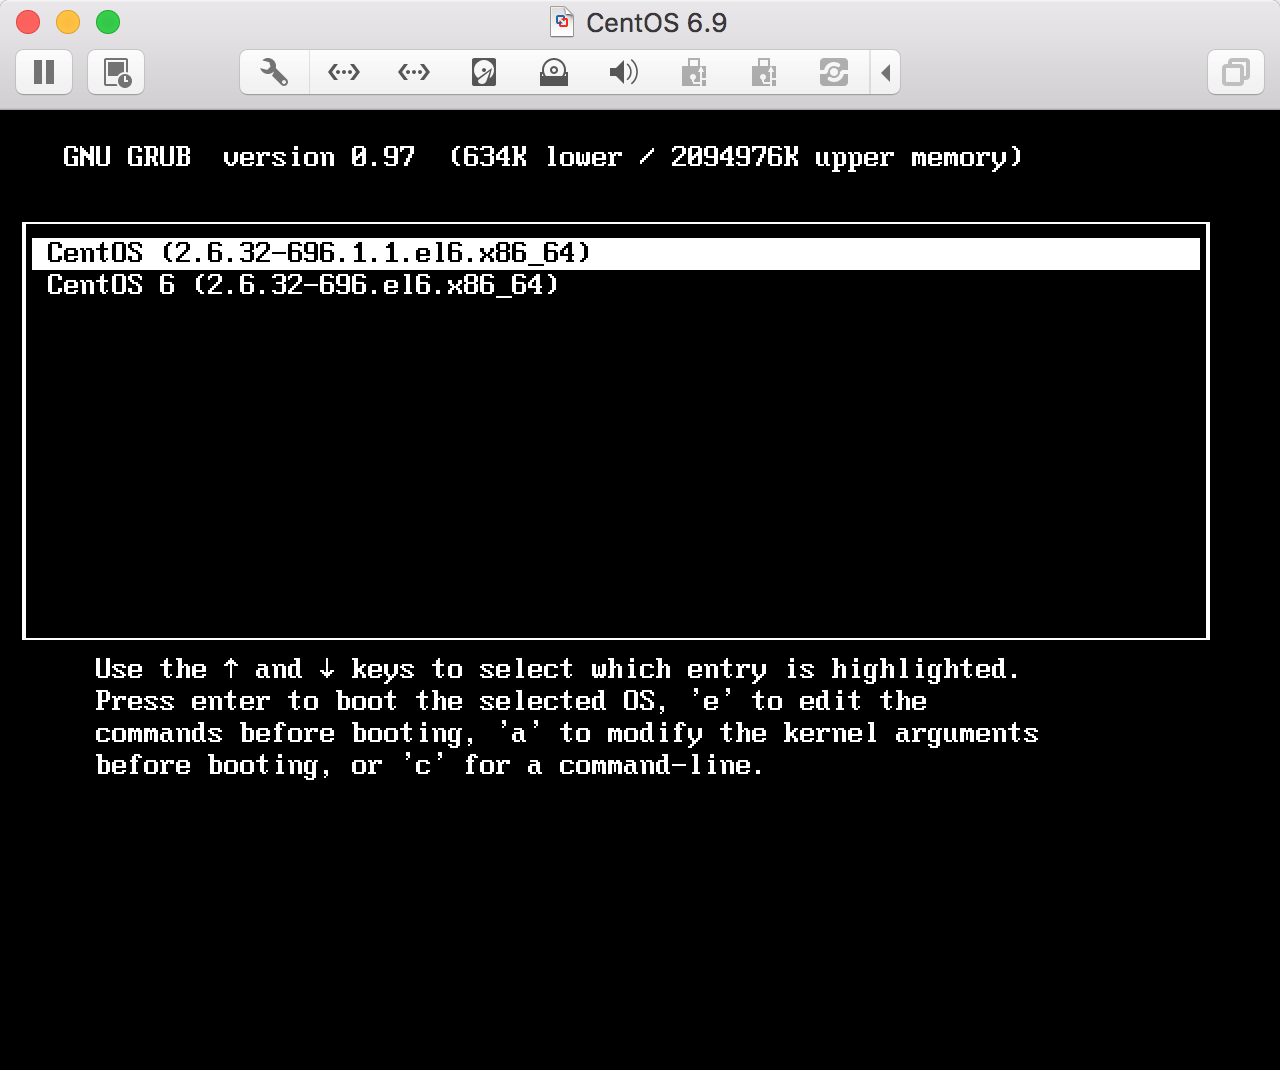 CentOS 6.9
GNU GRUB  version 0.97  (634K lower / 2094976K upper memory)
CentOS (2.6.32-696.1.1.el6.x86_64)
CentOS 6 (2.6.32-696.el6.x86_64)
Use the ↑ and ↓ keys to select which entry is highlighted.
Press enter to boot the selected OS, 'e' to edit the
commands before booting, 'a' to modify the kernel arguments
before booting, or 'c' for a command-line.